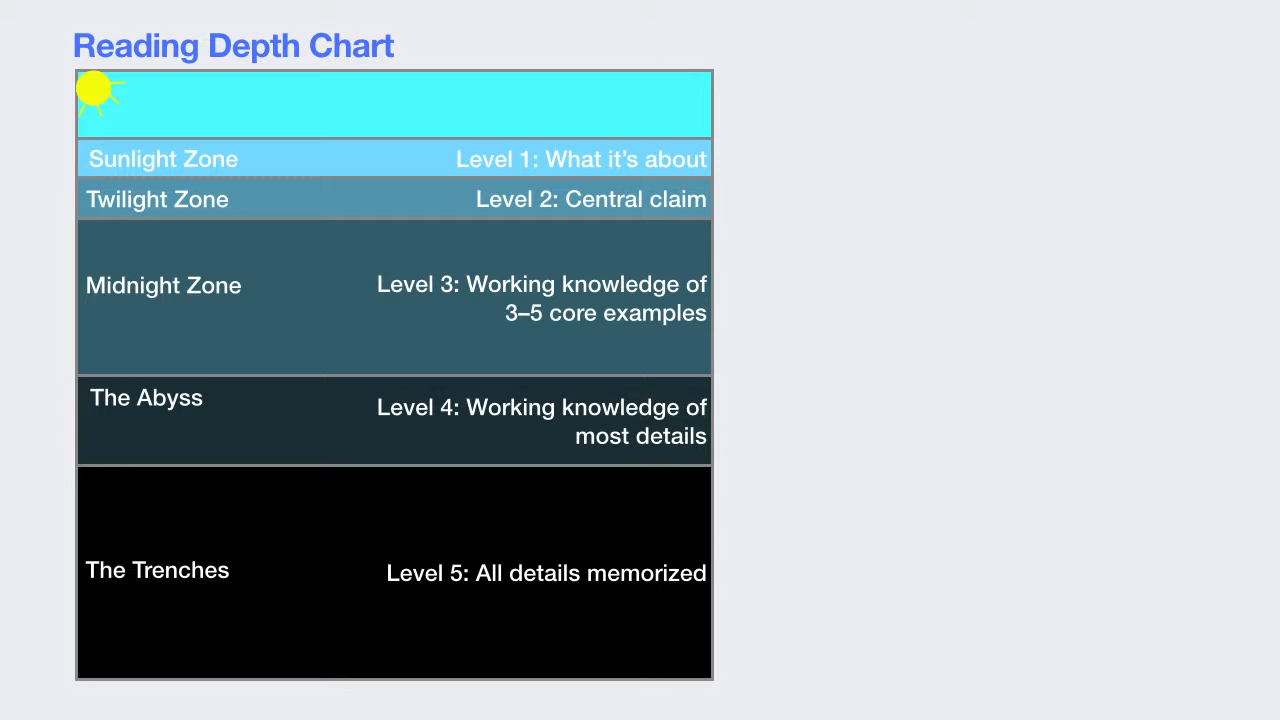 Reading Depth Chart
Sunlight Zone
Level 1: What it’s about
Twilight Zone
Level 2: Central claim
Midnight Zone
Level 3: Working knowledge of
3–5 core examples
The Abyss
Level 4: Working knowledge of
most details
The Trenches
Level 5: All details memorized